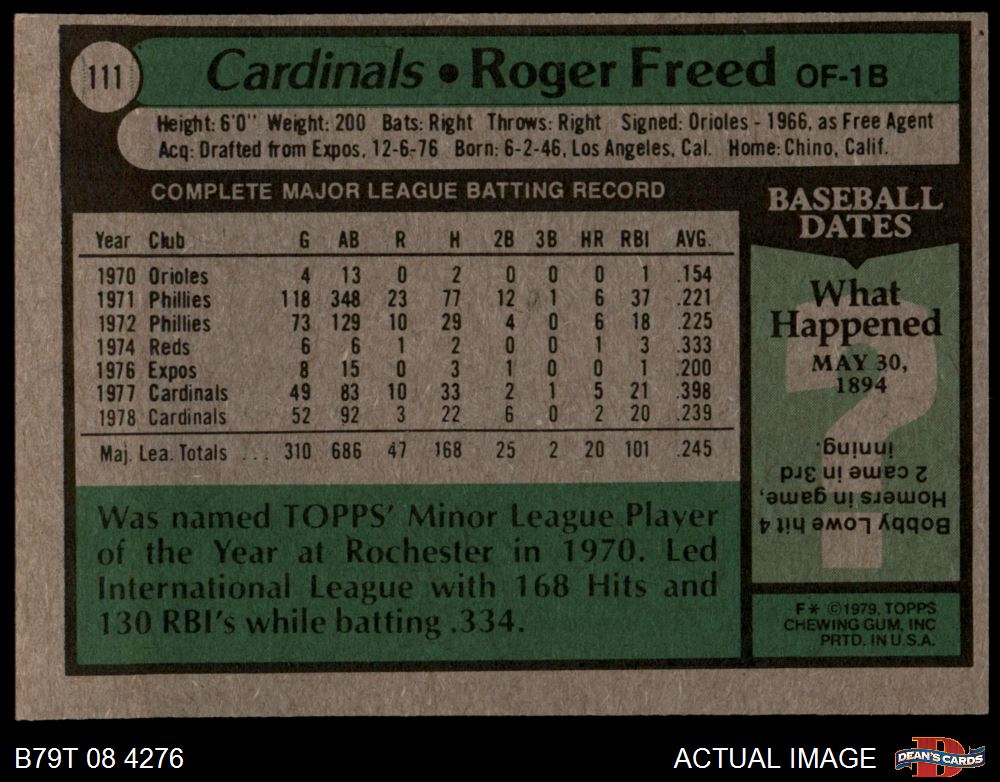 111
Cardinals • Roger Freed OF-1B
Height: 6'0" Weight: 200 Bats: Right Throws: Right Signed: Orioles - 1966, as Free Agent
Acq: Drafted from Expos, 12-6-76 Born: 6-2-46, Los Angeles, Cal. Home: Chino, Calif.
COMPLETE MAJOR LEAGUE BATTING RECORD
Year Club G AB R H 2B 3B HR RBI AVG.
1970 Orioles 4 13 0 2 0 0 0 1 .154
1971 Phillies 118 348 23 77 12 1 6 37 .221
1972 Phillies 73 129 10 29 4 0 6 18 .225
1974 Reds 6 6 1 2 0 0 1 3 .333
1976 Expos 8 15 0 3 1 0 0 1 .200
1977 Cardinals 49 83 10 33 2 1 5 21 .398
1978 Cardinals 52 92 3 22 6 0 2 20 .239
Maj. Lea. Totals ... 310 686 47 168 25 2 20 101 .245
Was named TOPPS' Minor League Player
of the Year at Rochester in 1970. Led
International League with 168 Hits and
130 RBI's while batting .334.
BASEBALL
DATES
What
Happened
MAY 30,
1894
?
Bobby Lowe hit 4
Homers in game,
2 came in 3rd
inning.
F* ©1979, TOPPS
CHEWING GUM, INC
PRTD. IN U.S.A.
B79T 08 4276
ACTUAL IMAGE
D
DEAN'S CARDS